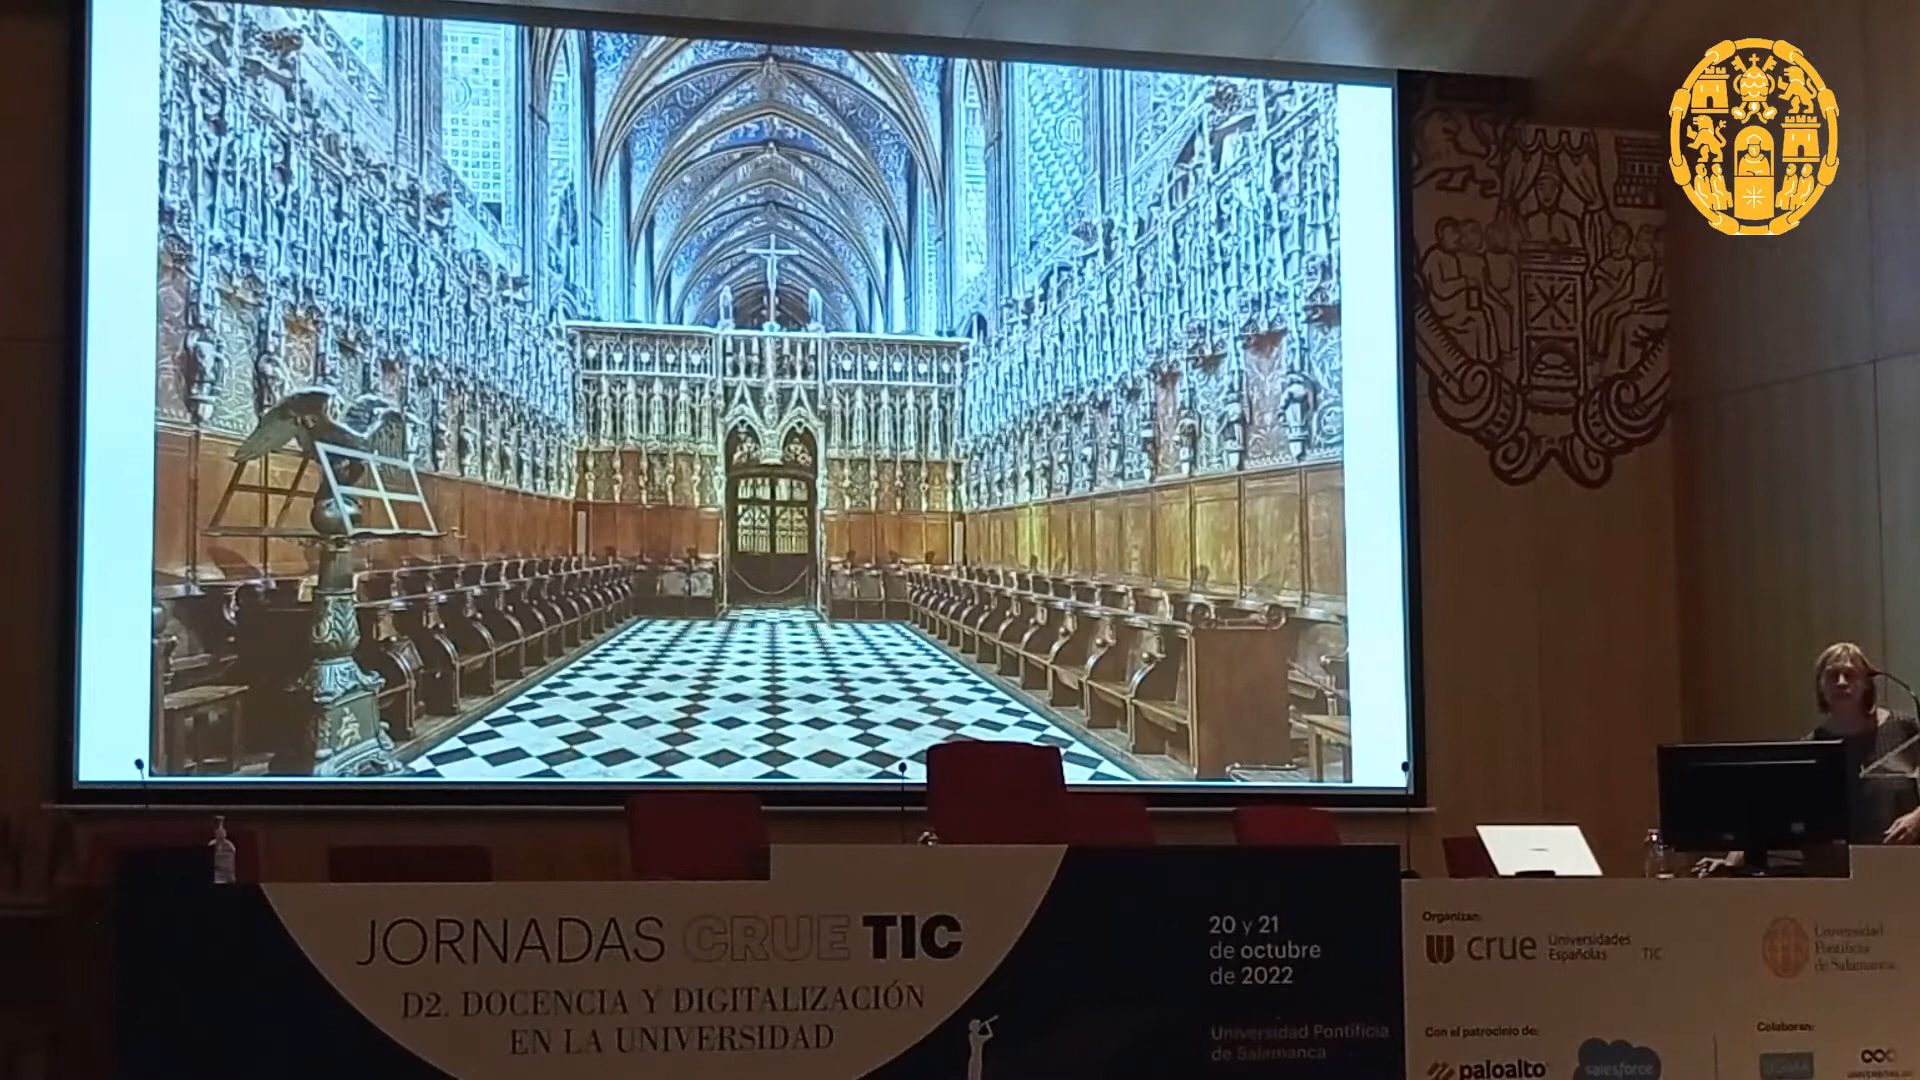 JORNADAS CRUE TIC
D2. DOCENCIA Y DIGITALIZACIÓN
EN LA UNIVERSIDAD
20 y 21
de octubre
de 2022
Universidad Pontificia
de Salamanca
Organizan:
crue Universidades
Españolas TIC
Universidad
Pontificia
de Salamanca
Con el patrocinio de:
paloalto
salesforce
Colaboran: